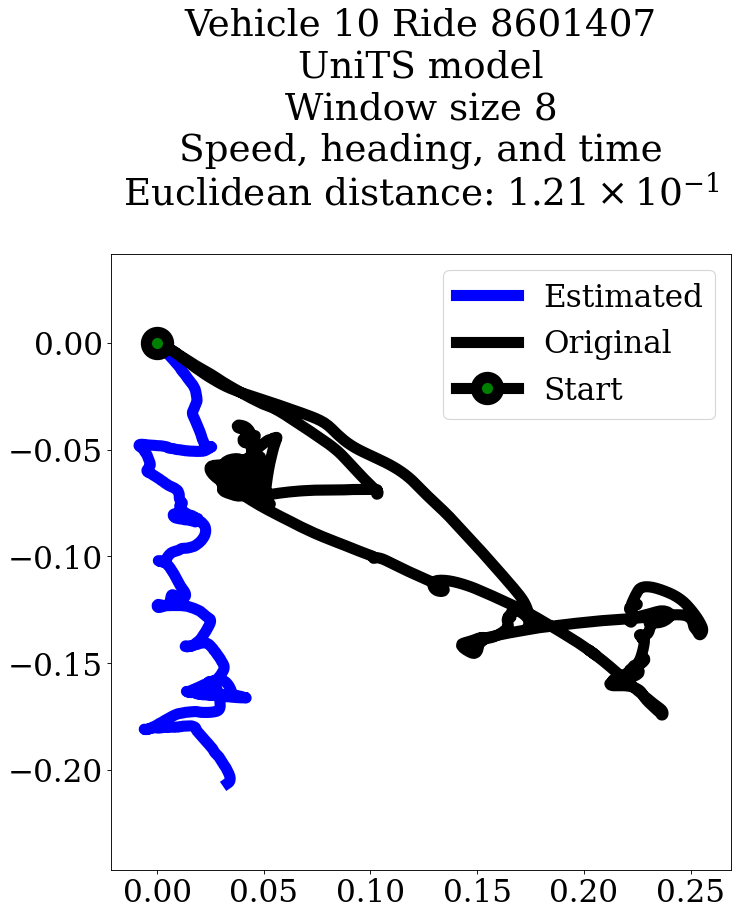 Vehicle 10 Ride 8601407
UniTS model
Window size 8
Speed, heading, and time
Euclidean distance: 1.21 × 10⁻¹
Estimated
Original
Start
0.00
−0.05
−0.10
−0.15
−0.20
0.00 0.05 0.10 0.15 0.20 0.25